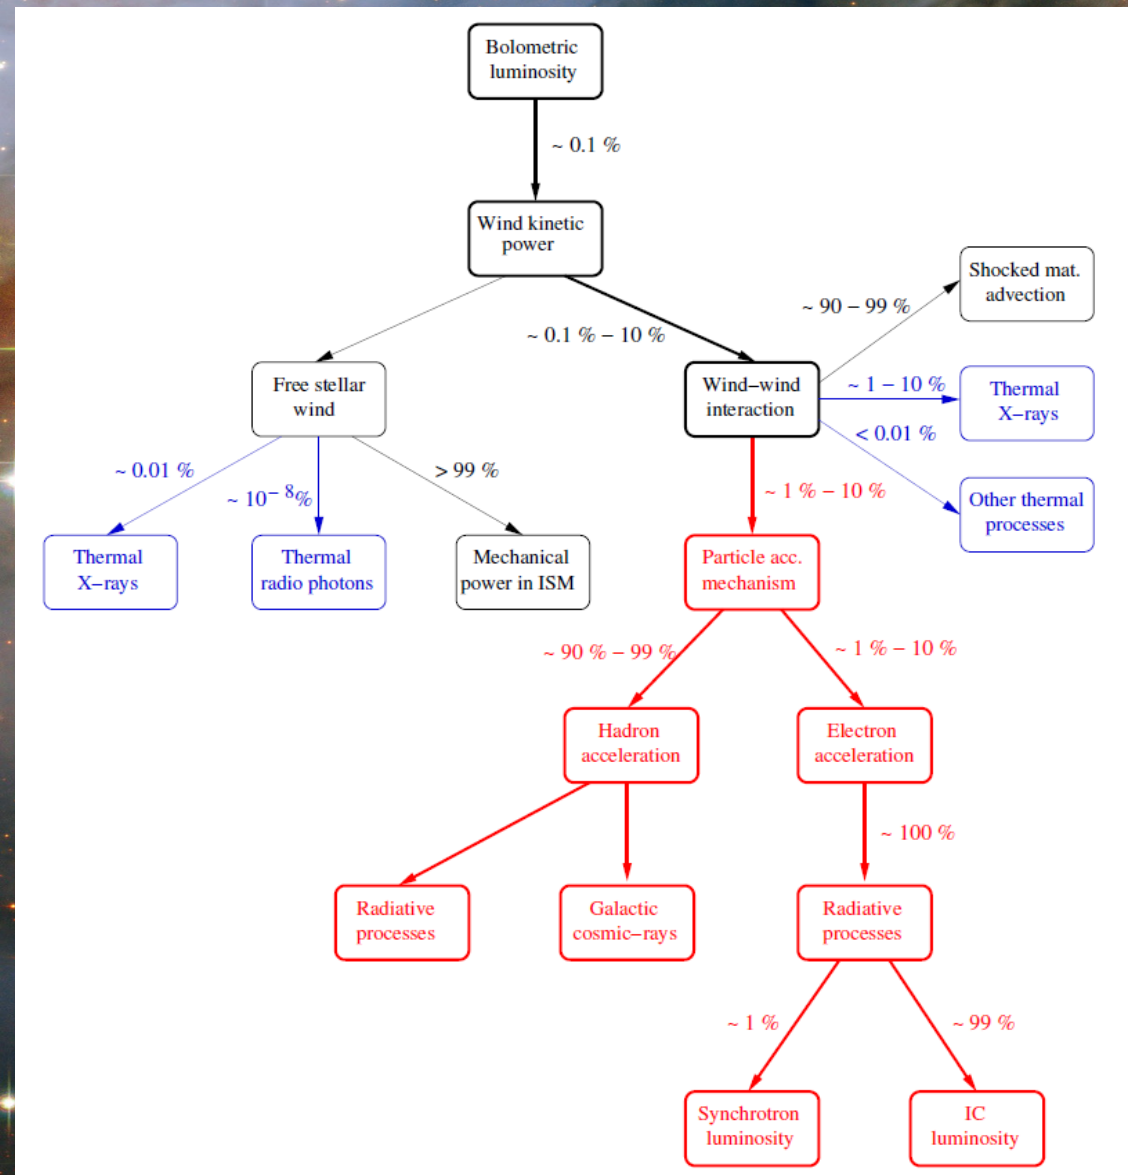 Bolometric
luminosity
~ 0.1 %
Wind kinetic
power
~ 0.1 % − 10 %
Free stellar
wind
Wind−wind
interaction
~ 90 − 99 %
Shocked mat.
advection
~ 1 − 10 %
Thermal
X−rays
< 0.01 %
Other thermal
processes
~ 0.01 %
~ 10− 8%
> 99 %
~ 1 % − 10 %
Thermal
X−rays
Thermal
radio photons
Mechanical
power in ISM
Particle acc.
mechanism
~ 90 % − 99 %
~ 1 % − 10 %
Hadron
acceleration
Electron
acceleration
~ 100 %
Radiative
processes
Galactic
cosmic−rays
Radiative
processes
~ 1 %
~ 99 %
Synchrotron
luminosity
IC
luminosity